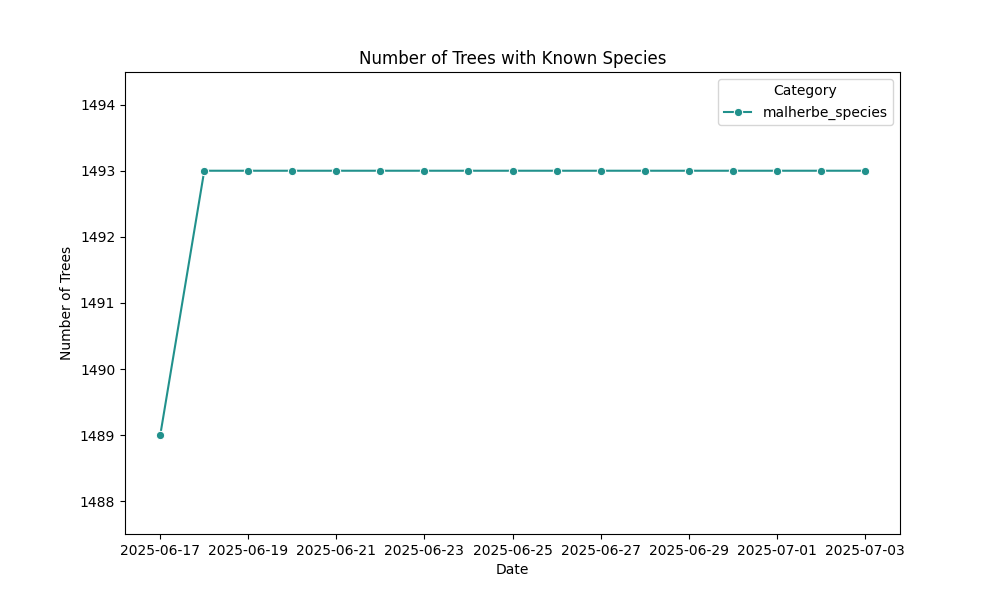 Number of Trees with Known Species
Category
malherbe_species
1494
1493
1492
1491
1490
1489
1488
Number of Trees
2025-06-17 2025-06-19 2025-06-21 2025-06-23 2025-06-25 2025-06-27 2025-06-29 2025-07-01 2025-07-03
Date